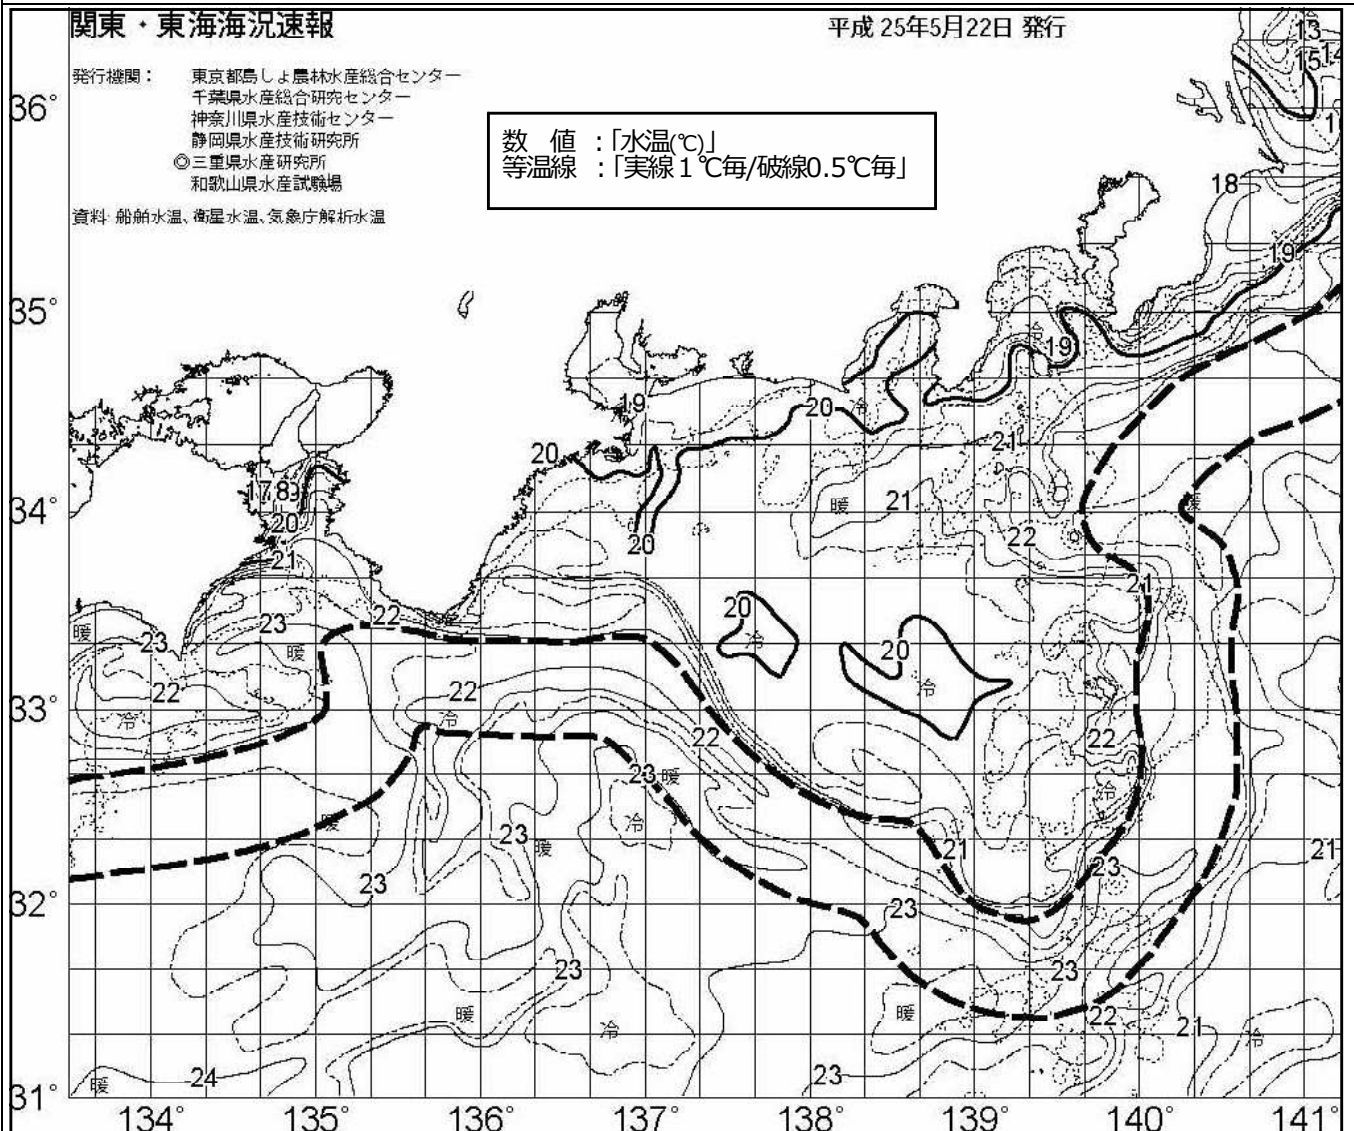 関東・東海海況速報
平成 25年5月22日 発行
発行機関： 東京都島しょ農林水産総合センター
千葉県水産総合研究センター
神奈川県水産技術センター
静岡県水産技術研究所
◎三重県水産研究所
和歌山県水産試験場
資料: 船舶水温、衛星水温、気象庁解析水温
数 値 ：「水温(℃)」
等温線 ：「実線１℃毎/破線0.5℃毎」
13
15 14
36°
1
18
19
35°
冷
19
19
20 冷
20
21
17 8
暖 21
暖
34°
20
20
22
21
21
20
22
暖
23
23
冷
暖
20
冷
22
22
33°
冷
冷
22
22
23 暖
冷
暖
冷
23
暖
21
21
23
23
32°
23
23
23
暖
冷
暖
22
21
冷
暖
24
23
31°
134° 135° 136° 137° 138° 139° 140° 141°